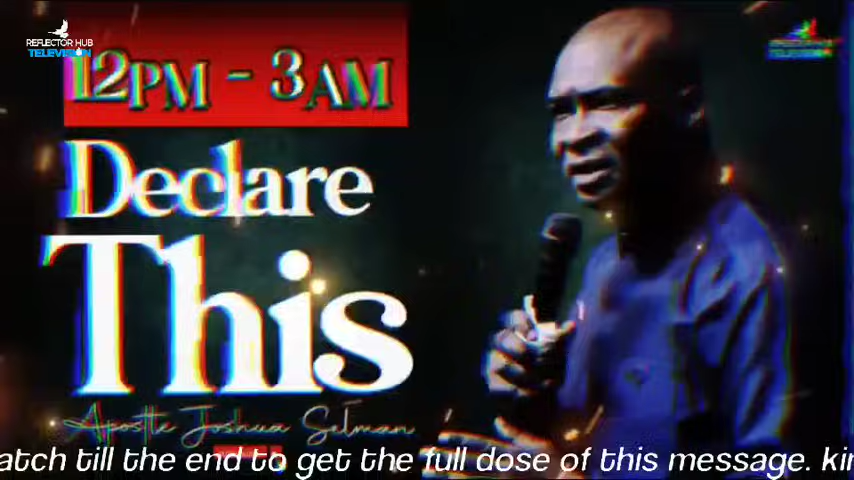 REFLECTOR HUB
TELEVISION
12PM - 3AM
Declare
This
Apostle Joshua Selman
atch till the end to get the full dose of this message. kin